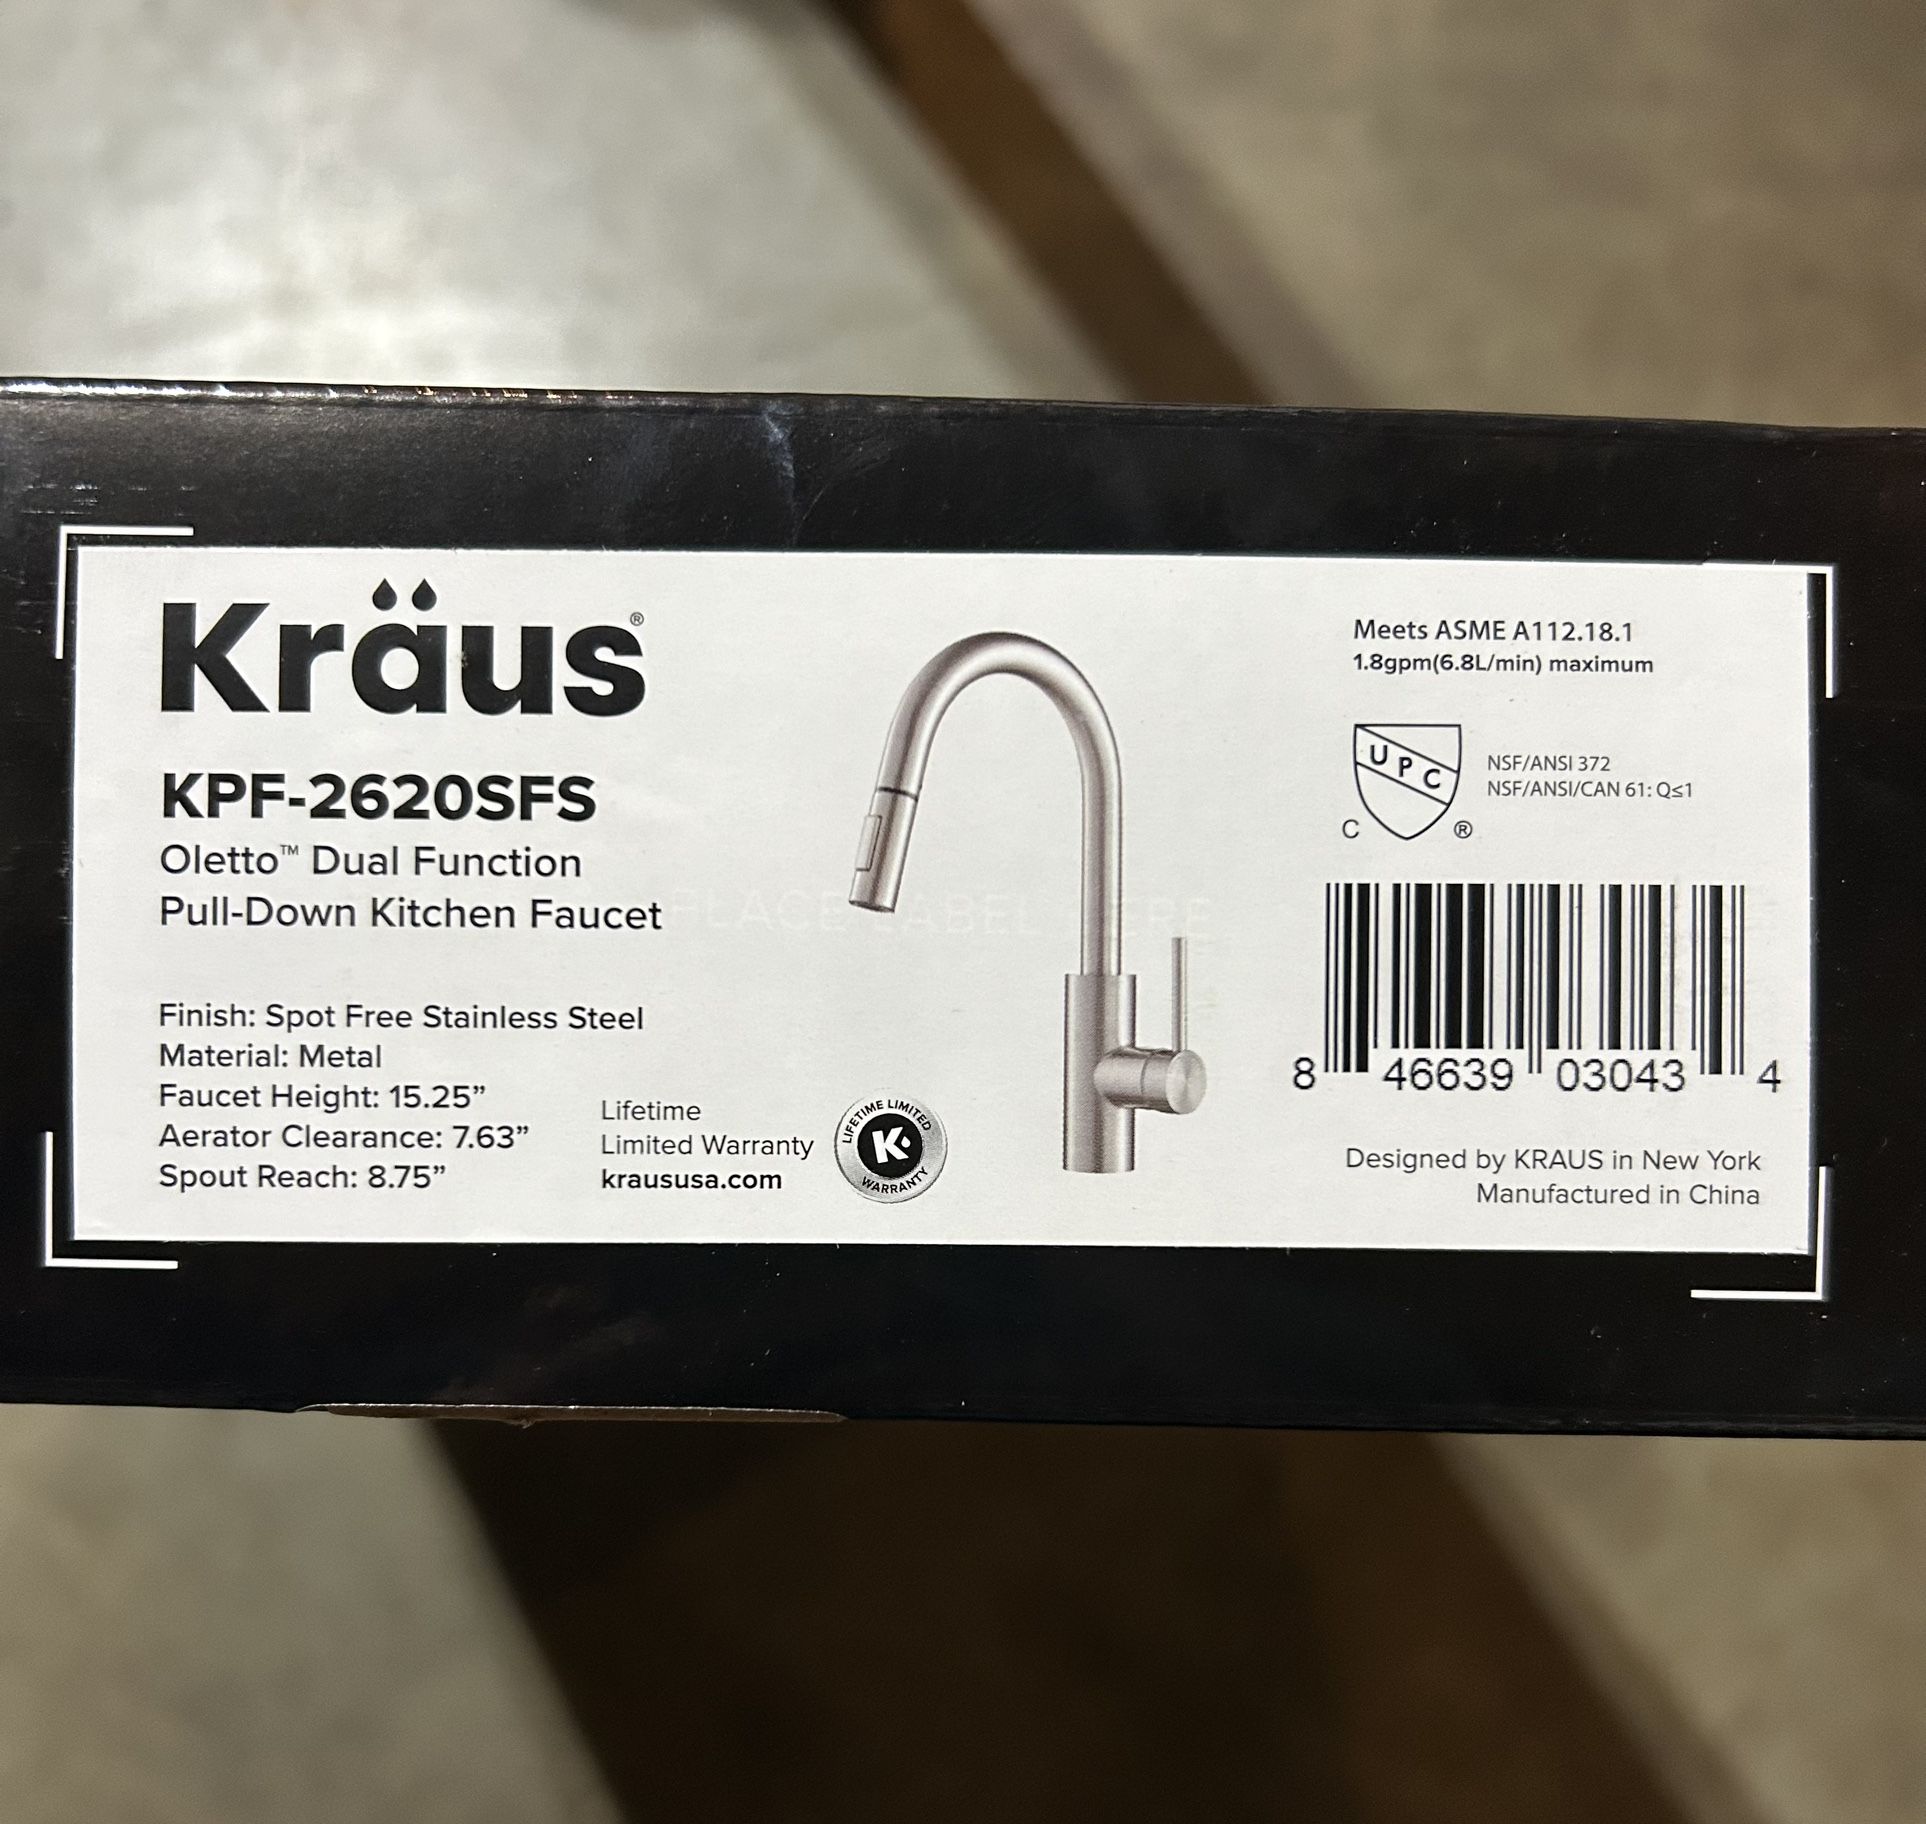 Kräus®
KPF-2620SFS
Oletto™ Dual Function
Pull-Down Kitchen Faucet
Finish: Spot Free Stainless Steel
Material: Metal
Faucet Height: 15.25”
Aerator Clearance: 7.63”
Spout Reach: 8.75”
Lifetime
Limited Warranty
kraususa.com
LIFETIME LIMITED
K
WARRANTY
PLACE LABEL HERE
Meets ASME A112.18.1
1.8gpm(6.8L/min) maximum
UPC
C ®
NSF/ANSI 372
NSF/ANSI/CAN 61: Q≤1
8 46639 03043 4
Designed by KRAUS in New York
Manufactured in China